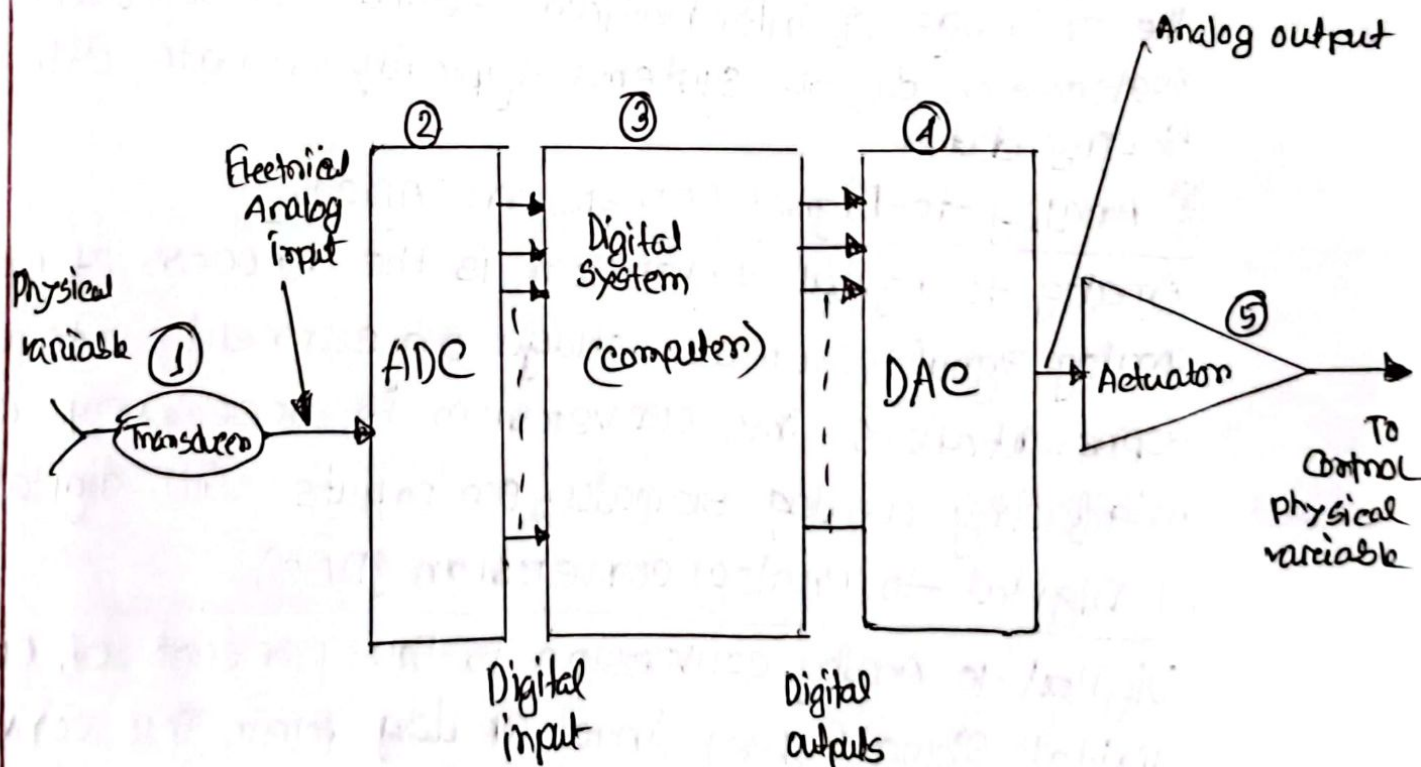 Analog output
②
③
④
Electrical
Analog
input
Physical
variable
①
Transducer
ADC
Digital
System
(computer)
DAC
⑤
Actuator
To
Control
physical
variable
Digital
input
Digital
outputs